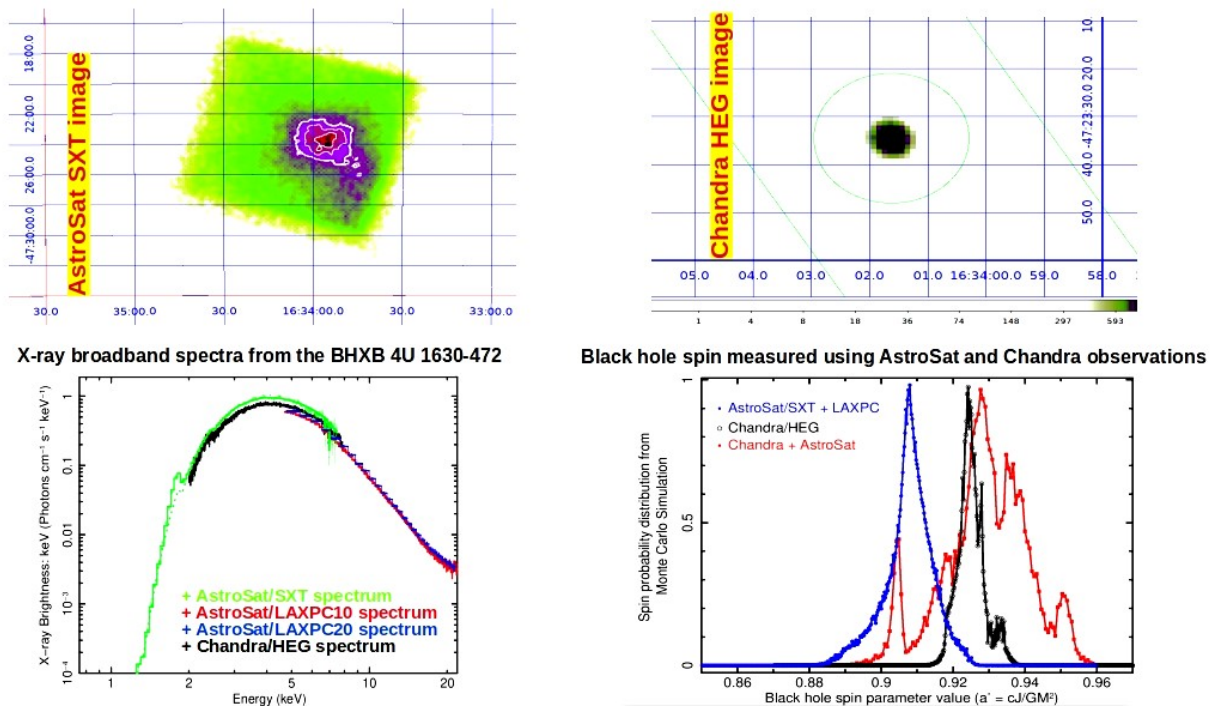 AstroSat SXT image
18:00.0
22:00.0
26:00.0
-47:30:00.0
30.0 35:00.0 30.0 16:34:00.0 30.0 33:00.0
Chandra HEG image
10.
20.0
-47:23:30.0
40.0
50.0
05.0 04.0 03.0 02.0 01.0 16:34:00.0 59.0 58.0
1 4 8 18 36 74 148 297 593
X-ray broadband spectra from the BHXB 4U 1630-472
X−ray Brightness: keV (Photons cm⁻¹ s⁻¹ keV⁻¹)
1
0.1
0.01
10⁻³
10⁻⁴
+ AstroSat/SXT spectrum
+ AstroSat/LAXPC10 spectrum
+ AstroSat/LAXPC20 spectrum
+ Chandra/HEG spectrum
1 2 5 10 20
Energy (keV)
Black hole spin measured using AstroSat and Chandra observations
Spin probability distribution from
Monte Carlo Simulation
1
0.5
0
AstroSat/SXT + LAXPC
Chandra/HEG
Chandra + AstroSat
0.86 0.88 0.9 0.92 0.94 0.96
Black hole spin parameter value (a* = cJ/GM²)